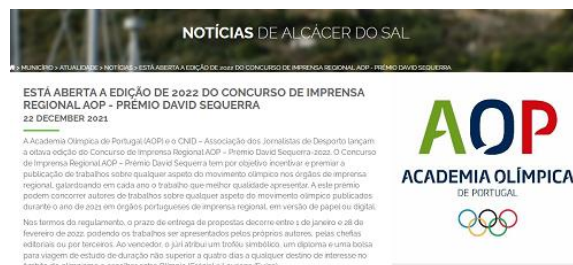 NOTÍCIAS DE ALCÁCER DO SAL
> MUNICÍPIO > ATUALIDADE > NOTÍCIAS > ESTÁ ABERTA A EDIÇÃO DE 2022 DO CONCURSO DE IMPRENSA REGIONAL AOP - PRÉMIO DAVID SEQUERRA
ESTÁ ABERTA A EDIÇÃO DE 2022 DO CONCURSO DE IMPRENSA
REGIONAL AOP - PRÉMIO DAVID SEQUERRA
22 DECEMBER 2021
A Academia Olímpica de Portugal (AOP) e o CNID – Associação dos Jornalistas de Desporto lançam
a oitava edição do Concurso de Imprensa Regional AOP – Prémio David Sequerra-2022. O Concurso
de Imprensa Regional AOP – Prémio David Sequerra tem por objetivo incentivar e premiar a
publicação de trabalhos sobre qualquer aspeto do movimento olímpico nos órgãos de imprensa
regional, galardoando em cada ano o trabalho que melhor qualidade apresentar. A este prémio
podem concorrer autores de trabalhos sobre qualquer aspeto do movimento olímpico publicados
durante o ano de 2021 em órgãos portugueses de imprensa regional, em versão de papel ou digital.
Nos termos do regulamento, o prazo de entrega de propostas decorre entre 1 de janeiro e 28 de
fevereiro de 2022, podendo os trabalhos ser apresentados pelos próprios autores, pelas chefias
editoriais ou por terceiros. Ao vencedor, o júri atribui um troféu simbólico, um diploma e uma bolsa
para viagem de estudo de duração não superior a quatro dias a qualquer destino de interesse no
AOP
ACADEMIA OLÍMPICA
DE PORTUGAL